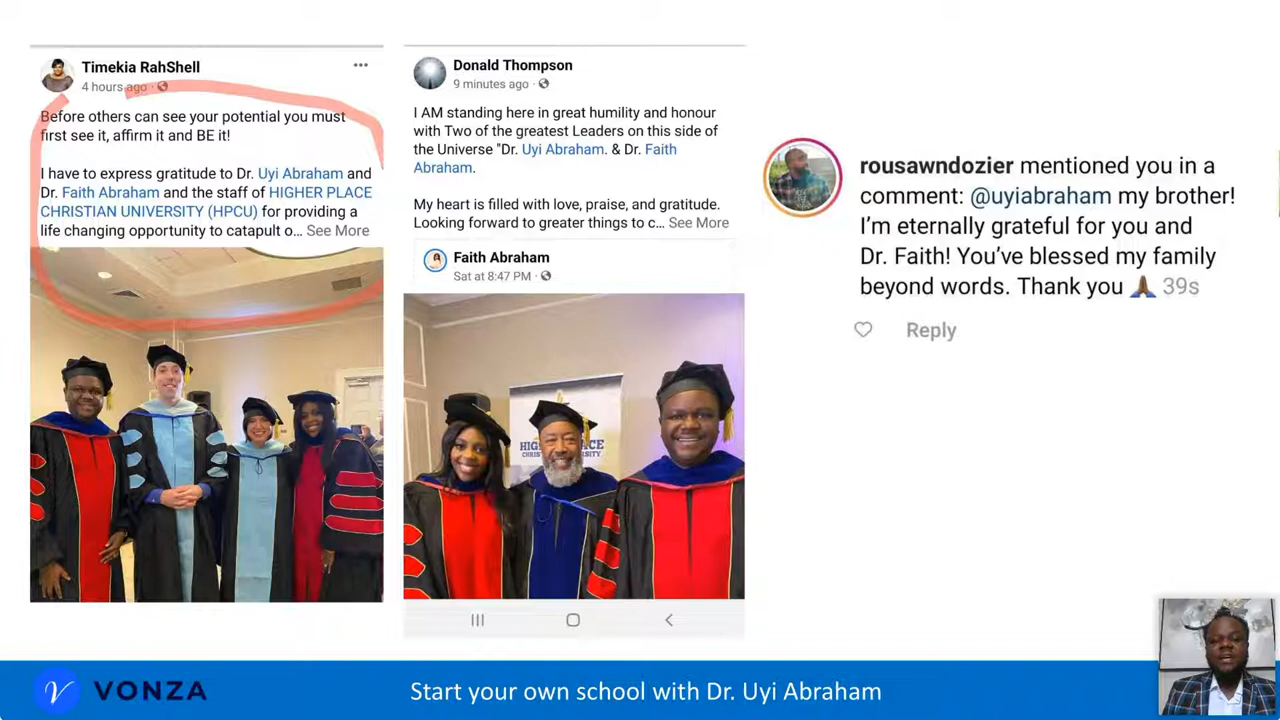 Timekia RahShell
4 hours ago
Before others can see your potential you must
first see it, affirm it and BE it!
I have to express gratitude to Dr. Uyi Abraham and
Dr. Faith Abraham and the staff of HIGHER PLACE
CHRISTIAN UNIVERSITY (HPCU) for providing a
life changing opportunity to catapult o... See More
Donald Thompson
9 minutes ago
I AM standing here in great humility and honour
with Two of the greatest Leaders on this side of
the Universe "Dr. Uyi Abraham. & Dr. Faith
Abraham.
My heart is filled with love, praise, and gratitude.
Looking forward to greater things to c... See More
Faith Abraham
Sat at 8:47 PM
rousawndozier mentioned you in a
comment: @uyiabraham my brother!
I'm eternally grateful for you and
Dr. Faith! You've blessed my family
beyond words. Thank you 🙏🏾 39s
Reply
VONZA
Start your own school with Dr. Uyi Abraham